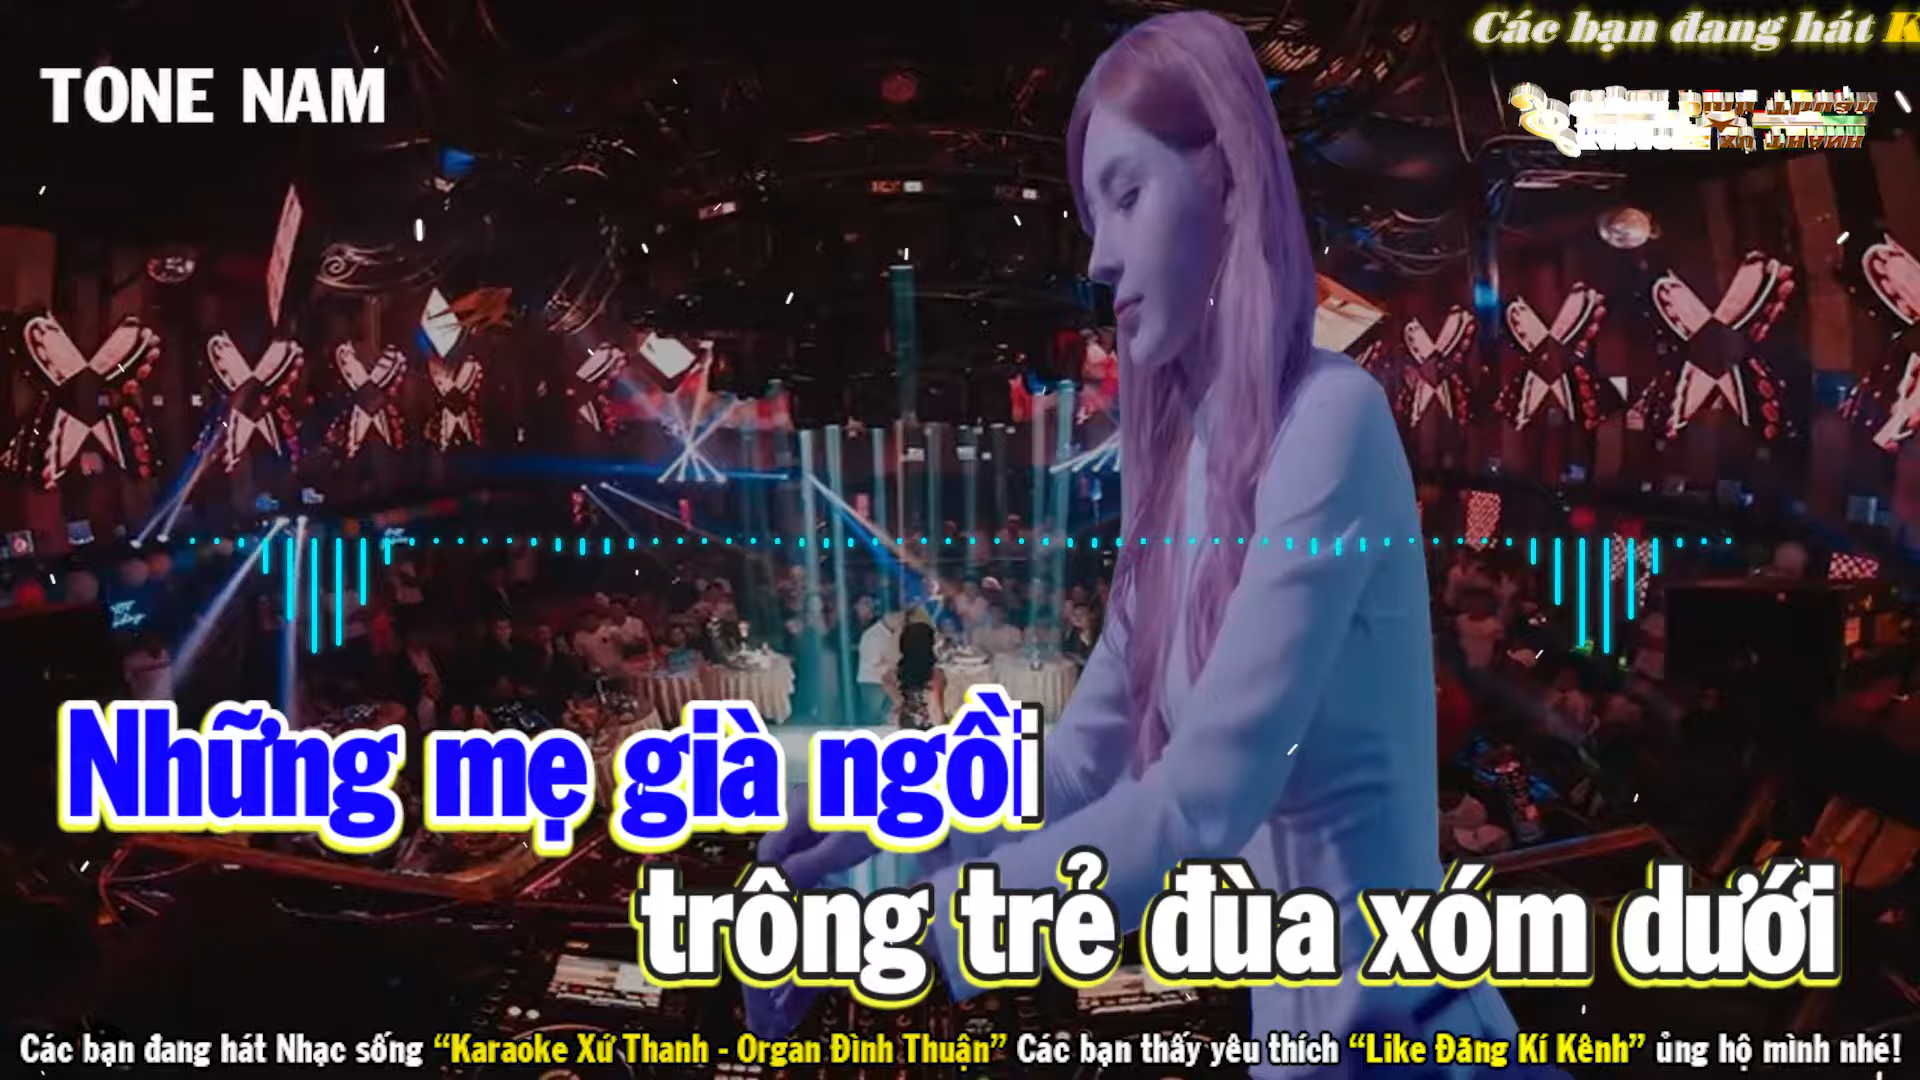 Các bạn đang hát K
TONE NAM
Những mẹ già ngồi
trông trẻ đùa xóm dưới
Các bạn đang hát Nhạc sống “Karaoke Xứ Thanh - Organ Đình Thuận” Các bạn thấy yêu thích “Like Đăng Kí Kênh” ủng hộ mình nhé!